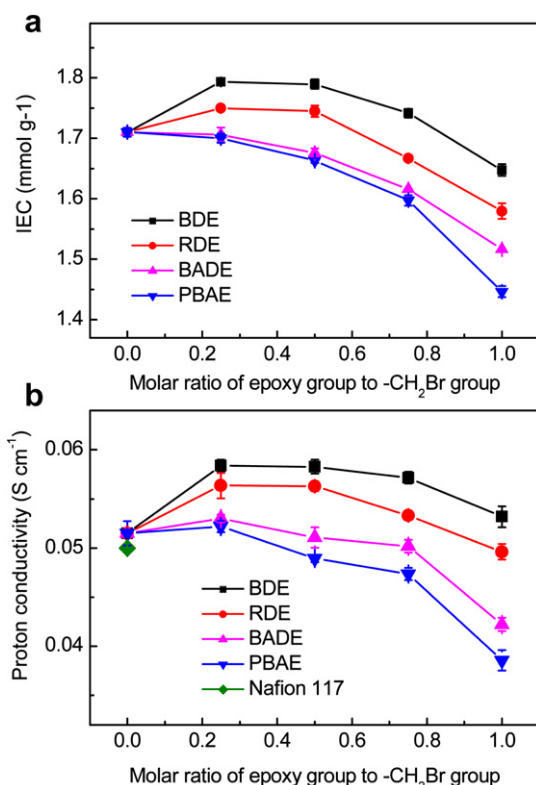 a
1.8
1.7
1.6
1.5
1.4
IEC (mmol g-1)
BDE
RDE
BADE
PBAE
0.0 0.2 0.4 0.6 0.8 1.0
Molar ratio of epoxy group to -CH₂Br group
b
0.06
0.05
0.04
Proton conductivity (S cm⁻¹)
BDE
RDE
BADE
PBAE
Nafion 117
0.0 0.2 0.4 0.6 0.8 1.0
Molar ratio of epoxy group to -CH₂Br group